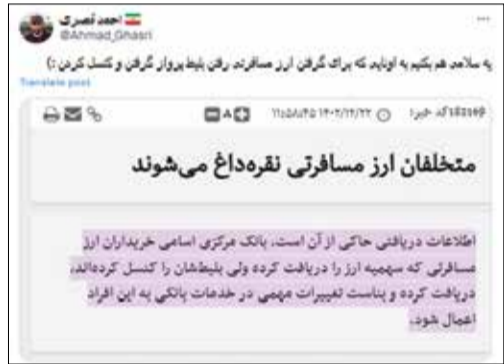 احمد قصری
@Ahmad_Ghasri
یه سلامی هم بکنیم به اونایی که برای گرفتن ارز مسافرتی رفتن بلیط پرواز گرفتن و کنسل کردن :)
Translate post
کد خبر:
متخلفان ارز مسافرتی نقره‌داغ می‌شوند
اطلاعات دریافتی حاکی از آن است، بانک مرکزی اسامی خریداران ارز
مسافرتی که سهمیه ارز را دریافت کرده ولی بلیطشان را کنسل کرده‌اند،
دریافت کرده و بناست تغییرات مهمی در خدمات بانکی به این افراد
اعمال شود.